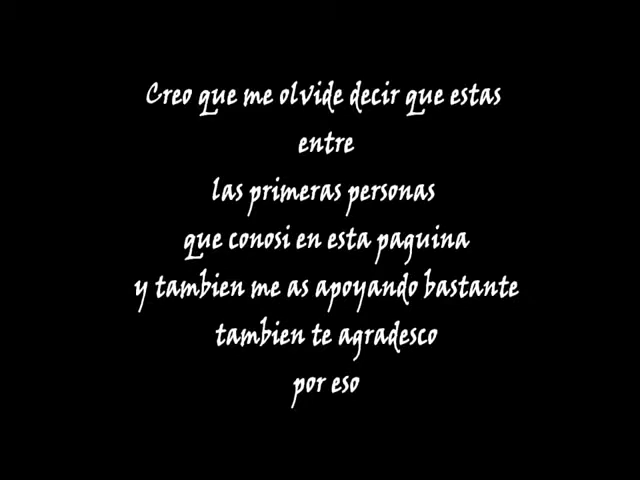 Creo que me olvide decir que estas
entre
las primeras personas
que conosi en esta paguina
y tambien me as apoyando bastante
tambien te agradesco
por eso